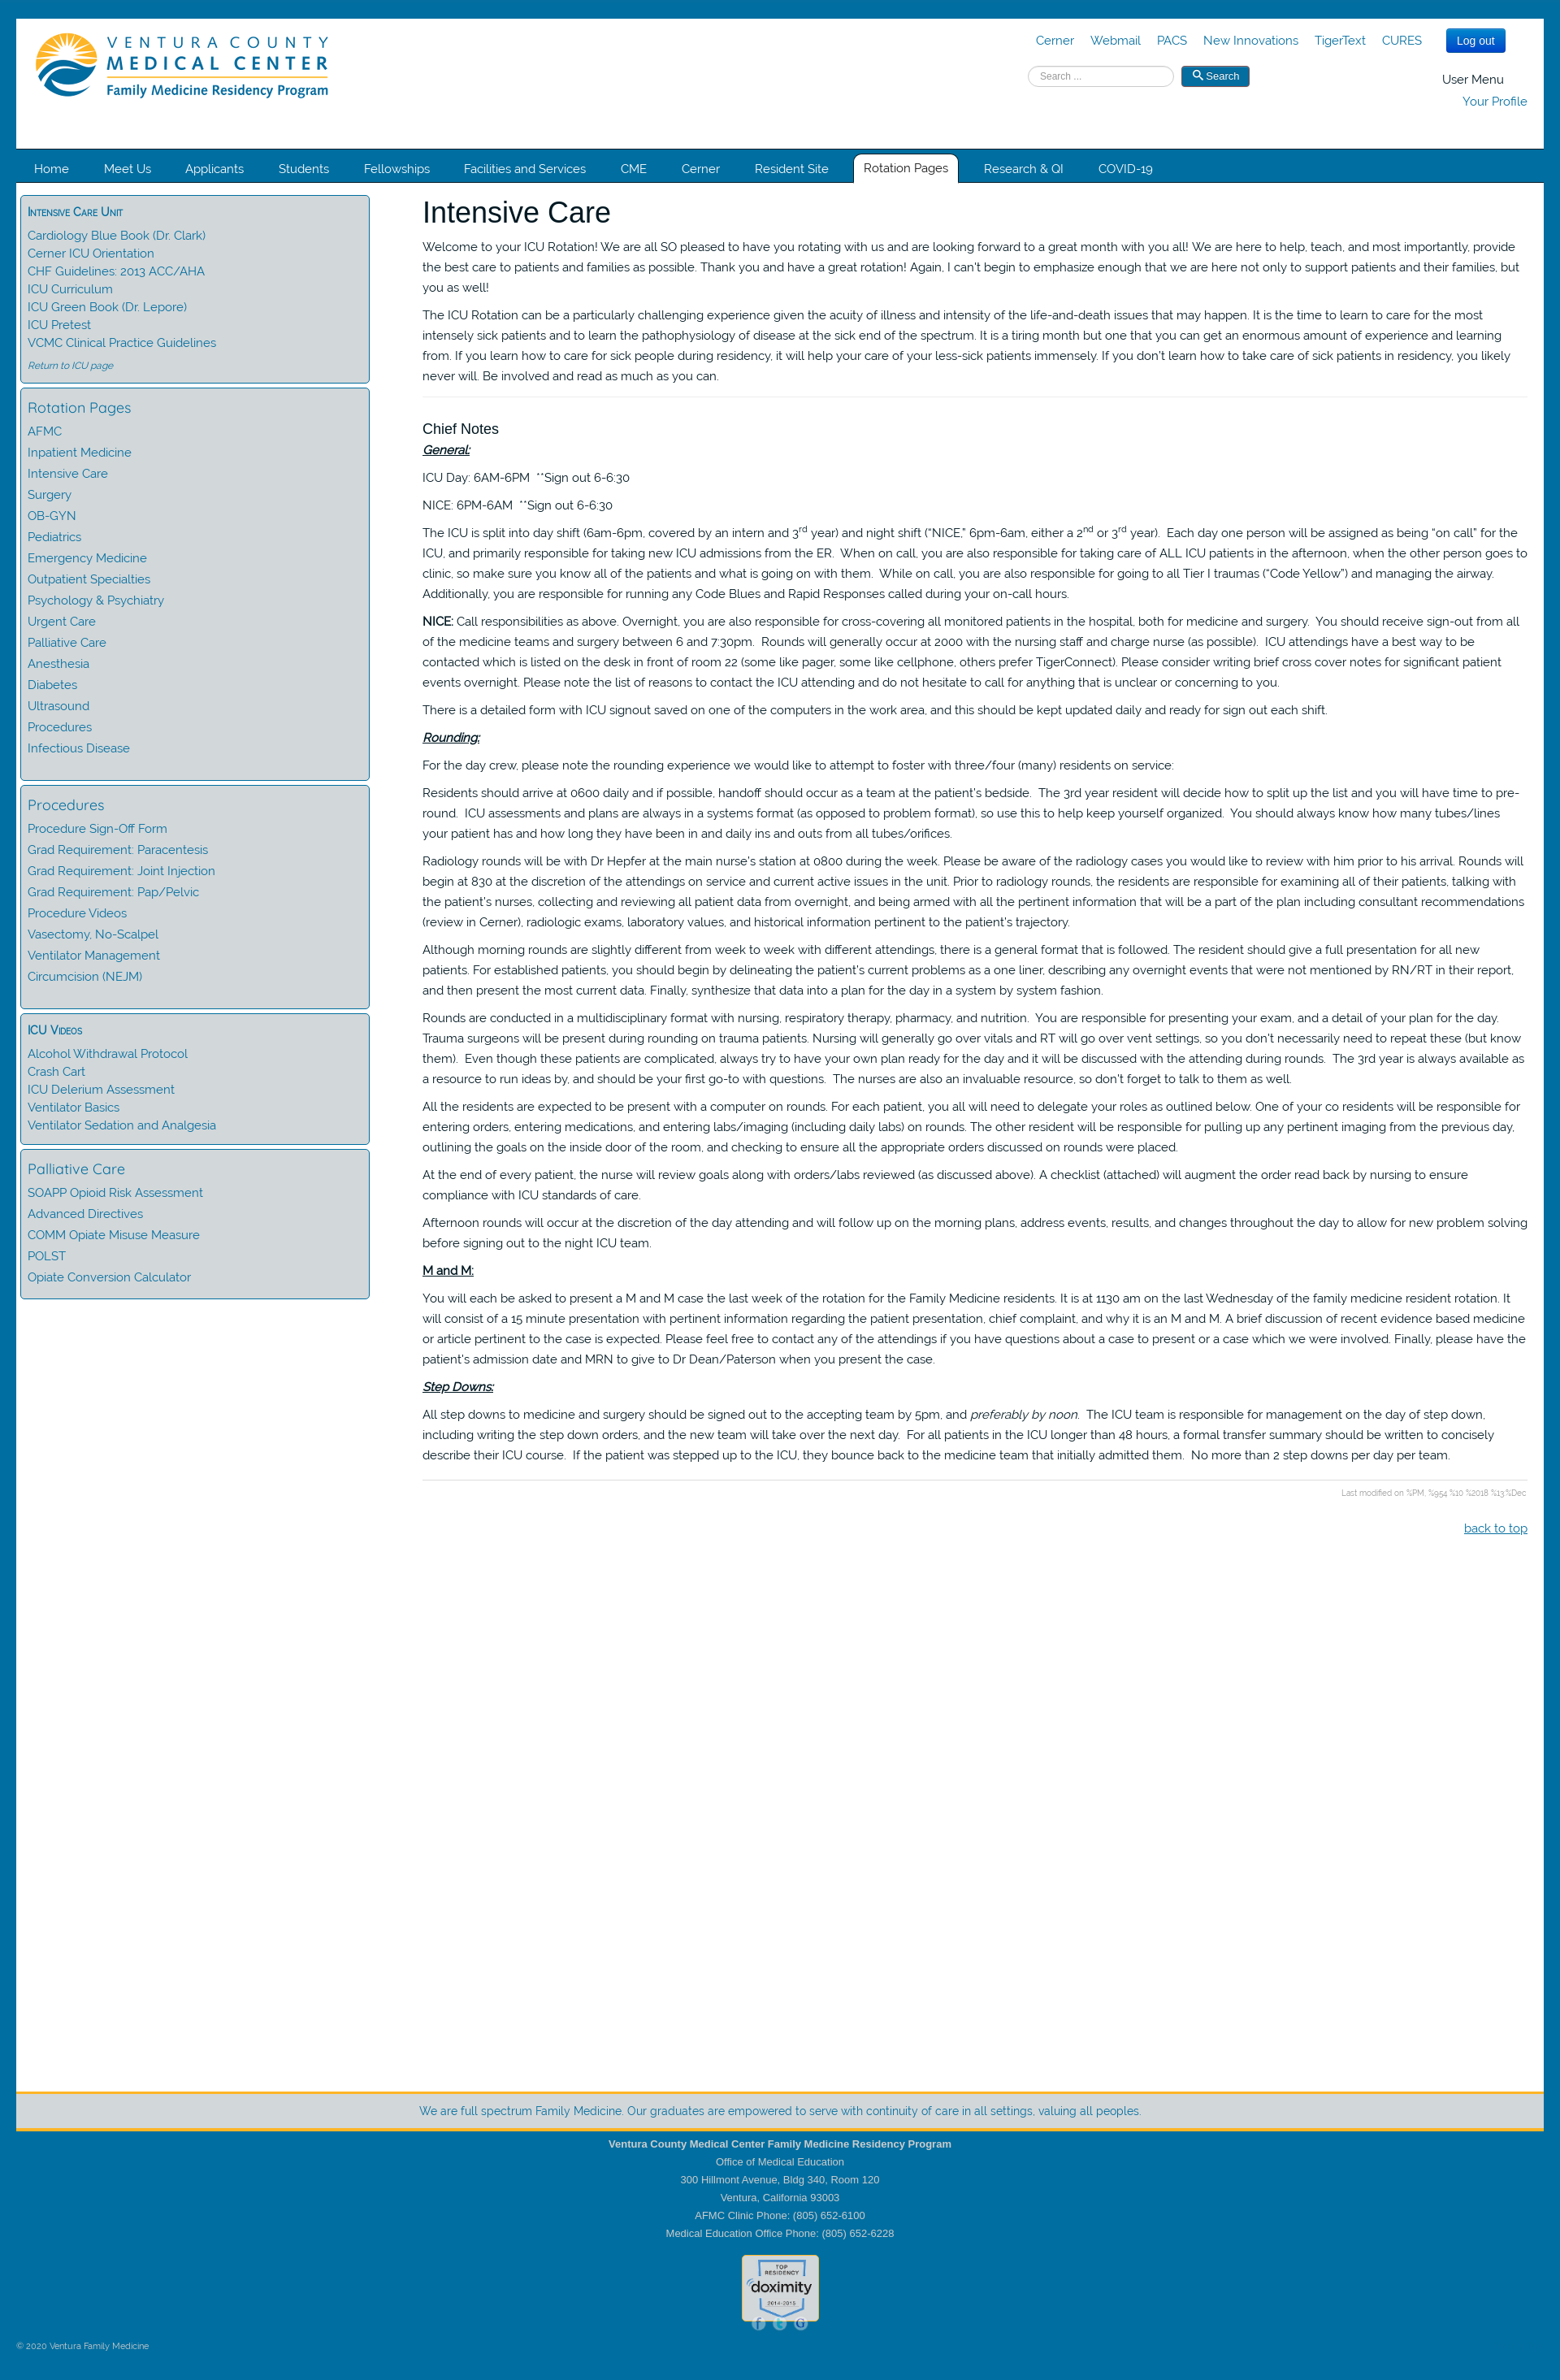 VENTURA COUNTY
MEDICAL CENTER
Family Medicine Residency Program
Cerner Webmail PACS New Innovations TigerText CURES Log out
Search ... Search
User Menu
Your Profile
Home Meet Us Applicants Students Fellowships Facilities and Services CME Cerner Resident Site Rotation Pages Research & QI COVID-19
Intensive Care Unit
Cardiology Blue Book (Dr. Clark)
Cerner ICU Orientation
CHF Guidelines: 2013 ACC/AHA
ICU Curriculum
ICU Green Book (Dr. Lepore)
ICU Pretest
VCMC Clinical Practice Guidelines
Return to ICU page
Rotation Pages
AFMC
Inpatient Medicine
Intensive Care
Surgery
OB-GYN
Pediatrics
Emergency Medicine
Outpatient Specialties
Psychology & Psychiatry
Urgent Care
Palliative Care
Anesthesia
Diabetes
Ultrasound
Procedures
Infectious Disease
Procedures
Procedure Sign-Off Form
Grad Requirement: Paracentesis
Grad Requirement: Joint Injection
Grad Requirement: Pap/Pelvic
Procedure Videos
Vasectomy, No-Scalpel
Ventilator Management
Circumcision (NEJM)
ICU Videos
Alcohol Withdrawal Protocol
Crash Cart
ICU Delerium Assessment
Ventilator Basics
Ventilator Sedation and Analgesia
Palliative Care
SOAPP Opioid Risk Assessment
Advanced Directives
COMM Opiate Misuse Measure
POLST
Opiate Conversion Calculator
Intensive Care
Welcome to your ICU Rotation! We are all SO pleased to have you rotating with us and are looking forward to a great month with you all! We are here to help, teach, and most importantly, provide
the best care to patients and families as possible. Thank you and have a great rotation! Again, I can't begin to emphasize enough that we are here not only to support patients and their families, but
you as well!
The ICU Rotation can be a particularly challenging experience given the acuity of illness and intensity of the life-and-death issues that may happen. It is the time to learn to care for the most
intensely sick patients and to learn the pathophysiology of disease at the sick end of the spectrum. It is a tiring month but one that you can get an enormous amount of experience and learning
from. If you learn how to care for sick people during residency, it will help your care of your less-sick patients immensely. If you don't learn how to take care of sick patients in residency, you likely
never will. Be involved and read as much as you can.
Chief Notes
General:
ICU Day: 6AM-6PM **Sign out 6-6:30
NICE: 6PM-6AM **Sign out 6-6:30
The ICU is split into day shift (6am-6pm, covered by an intern and 3rd year) and night shift (“NICE,” 6pm-6am, either a 2nd or 3rd year). Each day one person will be assigned as being “on call” for the
ICU, and primarily responsible for taking new ICU admissions from the ER. When on call, you are also responsible for taking care of ALL ICU patients in the afternoon, when the other person goes to
clinic, so make sure you know all of the patients and what is going on with them. While on call, you are also responsible for going to all Tier I traumas (“Code Yellow”) and managing the airway.
Additionally, you are responsible for running any Code Blues and Rapid Responses called during your on-call hours.
NICE: Call responsibilities as above. Overnight, you are also responsible for cross-covering all monitored patients in the hospital, both for medicine and surgery. You should receive sign-out from all
of the medicine teams and surgery between 6 and 7:30pm. Rounds will generally occur at 2000 with the nursing staff and charge nurse (as possible). ICU attendings have a best way to be
contacted which is listed on the desk in front of room 22 (some like pager, some like cellphone, others prefer TigerConnect). Please consider writing brief cross cover notes for significant patient
events overnight. Please note the list of reasons to contact the ICU attending and do not hesitate to call for anything that is unclear or concerning to you.
There is a detailed form with ICU signout saved on one of the computers in the work area, and this should be kept updated daily and ready for sign out each shift.
Rounding:
For the day crew, please note the rounding experience we would like to attempt to foster with three/four (many) residents on service:
Residents should arrive at 0600 daily and if possible, handoff should occur as a team at the patient's bedside. The 3rd year resident will decide how to split up the list and you will have time to pre-
round. ICU assessments and plans are always in a systems format (as opposed to problem format), so use this to help keep yourself organized. You should always know how many tubes/lines
your patient has and how long they have been in and daily ins and outs from all tubes/orifices.
Radiology rounds will be with Dr Hepfer at the main nurse's station at 0800 during the week. Please be aware of the radiology cases you would like to review with him prior to his arrival. Rounds will
begin at 830 at the discretion of the attendings on service and current active issues in the unit. Prior to radiology rounds, the residents are responsible for examining all of their patients, talking with
the patient's nurses, collecting and reviewing all patient data from overnight, and being armed with all the pertinent information that will be a part of the plan including consultant recommendations
(review in Cerner), radiologic exams, laboratory values, and historical information pertinent to the patient's trajectory.
Although morning rounds are slightly different from week to week with different attendings, there is a general format that is followed. The resident should give a full presentation for all new
patients. For established patients, you should begin by delineating the patient's current problems as a one liner, describing any overnight events that were not mentioned by RN/RT in their report,
and then present the most current data. Finally, synthesize that data into a plan for the day in a system by system fashion.
Rounds are conducted in a multidisciplinary format with nursing, respiratory therapy, pharmacy, and nutrition. You are responsible for presenting your exam, and a detail of your plan for the day.
Trauma surgeons will be present during rounding on trauma patients. Nursing will generally go over vitals and RT will go over vent settings, so you don't necessarily need to repeat these (but know
them). Even though these patients are complicated, always try to have your own plan ready for the day and it will be discussed with the attending during rounds. The 3rd year is always available as
a resource to run ideas by, and should be your first go-to with questions. The nurses are also an invaluable resource, so don't forget to talk to them as well.
All the residents are expected to be present with a computer on rounds. For each patient, you all will need to delegate your roles as outlined below. One of your co residents will be responsible for
entering orders, entering medications, and entering labs/imaging (including daily labs) on rounds. The other resident will be responsible for pulling up any pertinent imaging from the previous day,
outlining the goals on the inside door of the room, and checking to ensure all the appropriate orders discussed on rounds were placed.
At the end of every patient, the nurse will review goals along with orders/labs reviewed (as discussed above). A checklist (attached) will augment the order read back by nursing to ensure
compliance with ICU standards of care.
Afternoon rounds will occur at the discretion of the day attending and will follow up on the morning plans, address events, results, and changes throughout the day to allow for new problem solving
before signing out to the night ICU team.
M and M:
You will each be asked to present a M and M case the last week of the rotation for the Family Medicine residents. It is at 1130 am on the last Wednesday of the family medicine resident rotation. It
will consist of a 15 minute presentation with pertinent information regarding the patient presentation, chief complaint, and why it is an M and M. A brief discussion of recent evidence based medicine
or article pertinent to the case is expected. Please feel free to contact any of the attendings if you have questions about a case to present or a case which we were involved. Finally, please have the
patient's admission date and MRN to give to Dr Dean/Paterson when you present the case.
Step Downs:
All step downs to medicine and surgery should be signed out to the accepting team by 5pm, and preferably by noon. The ICU team is responsible for management on the day of step down,
including writing the step down orders, and the new team will take over the next day. For all patients in the ICU longer than 48 hours, a formal transfer summary should be written to concisely
describe their ICU course. If the patient was stepped up to the ICU, they bounce back to the medicine team that initially admitted them. No more than 2 step downs per day per team.
Last modified on %PM, %954 %10 %2018 %13:%Dec
back to top
We are full spectrum Family Medicine. Our graduates are empowered to serve with continuity of care in all settings, valuing all peoples.
Ventura County Medical Center Family Medicine Residency Program
Office of Medical Education
300 Hillmont Avenue, Bldg 340, Room 120
Ventura, California 93003
AFMC Clinic Phone: (805) 652-6100
Medical Education Office Phone: (805) 652-6228
TOP
RESIDENCY
doximity
2014-2015
f t G
© 2020 Ventura Family Medicine